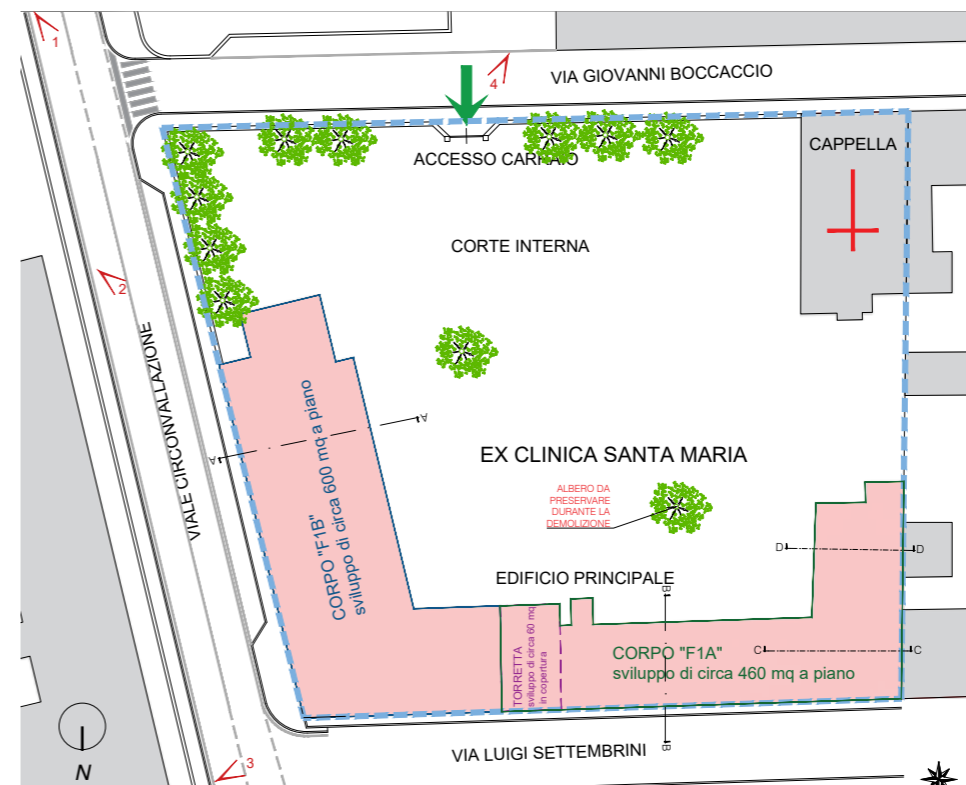 1
4
VIA GIOVANNI BOCCACCIO
ACCESSO CARRAIO
CAPPELLA
CORTE INTERNA
2
VIALE CIRCONVALLAZIONE
A
A
CORPO "F1B"
sviluppo di circa 600 mq a piano
EX CLINICA SANTA MARIA
ALBERO DA
PRESERVARE
DURANTE LA
DEMOLIZIONE
D
D
EDIFICIO PRINCIPALE
B
TORRETTA
sviluppo di circa 60 mq
in copertura
CORPO "F1A"
sviluppo di circa 460 mq a piano
C
C
B
VIA LUIGI SETTEMBRINI
N
3